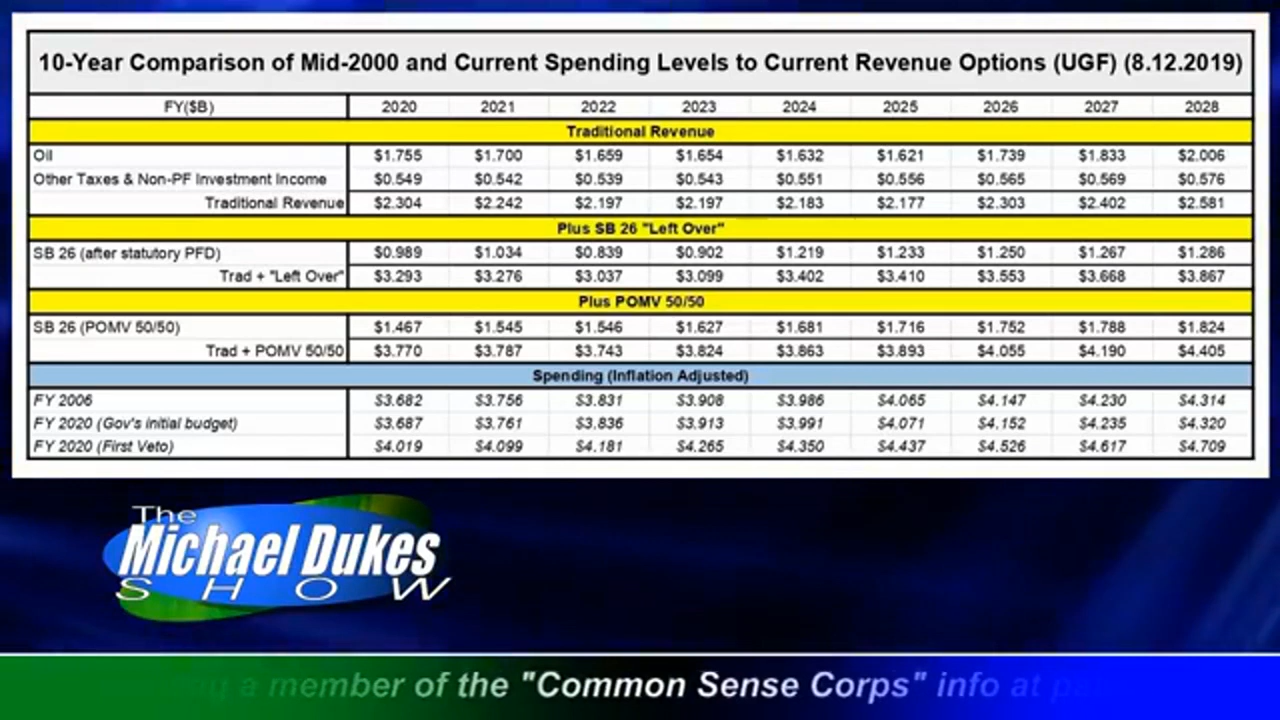 10-Year Comparison of Mid-2000 and Current Spending Levels to Current Revenue Options (UGF) (8.12.2019)
FY($B) 2020 2021 2022 2023 2024 2025 2026 2027 2028
Traditional Revenue
Oil $1.755 $1.700 $1.659 $1.654 $1.632 $1.621 $1.739 $1.833 $2.006
Other Taxes & Non-PF Investment Income $0.549 $0.542 $0.539 $0.543 $0.551 $0.556 $0.565 $0.569 $0.576
Traditional Revenue $2.304 $2.242 $2.197 $2.197 $2.183 $2.177 $2.303 $2.402 $2.581
Plus SB 26 "Left Over"
SB 26 (after statutory PFD) $0.989 $1.034 $0.839 $0.902 $1.219 $1.233 $1.250 $1.267 $1.286
Trad + "Left Over" $3.293 $3.276 $3.037 $3.099 $3.402 $3.410 $3.553 $3.668 $3.867
Plus POMV 50/50
SB 26 (POMV 50/50) $1.467 $1.545 $1.546 $1.627 $1.681 $1.716 $1.752 $1.788 $1.824
Trad + POMV 50/50 $3.770 $3.787 $3.743 $3.824 $3.863 $3.893 $4.055 $4.190 $4.405
Spending (Inflation Adjusted)
FY 2006 $3.682 $3.756 $3.831 $3.908 $3.986 $4.065 $4.147 $4.230 $4.314
FY 2020 (Gov's initial budget) $3.687 $3.761 $3.836 $3.913 $3.991 $4.071 $4.152 $4.235 $4.320
FY 2020 (First Veto) $4.019 $4.099 $4.181 $4.265 $4.350 $4.437 $4.526 $4.617 $4.709
The
Michael Dukes
SHOW
a member of the "Common Sense Corps" info at